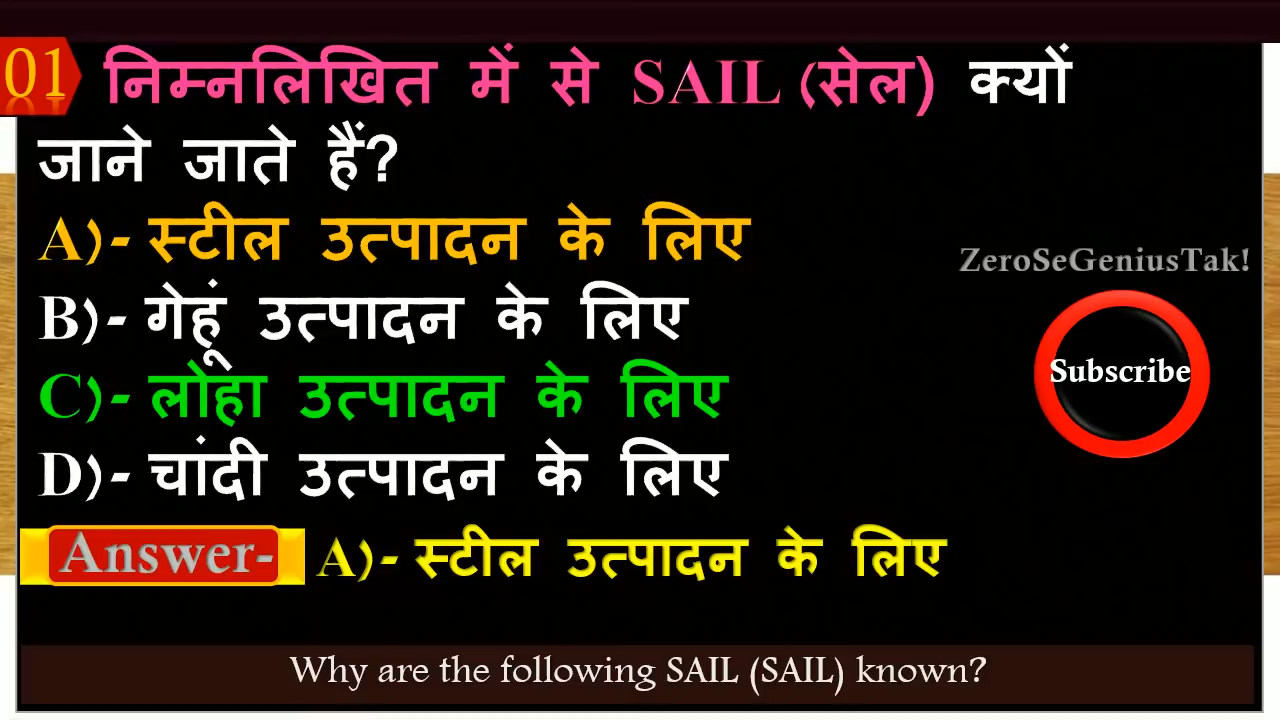 01 निम्नलिखित में से SAIL (सेल) क्यों
जाने जाते हैं?
A)- स्टील उत्पादन के लिए
ZeroSeGeniusTak!
B)- गेहूं उत्पादन के लिए
Subscribe
C)- लोहा उत्पादन के लिए
D)- चांदी उत्पादन के लिए
Answer- A)- स्टील उत्पादन के लिए
Why are the following SAIL (SAIL) known?